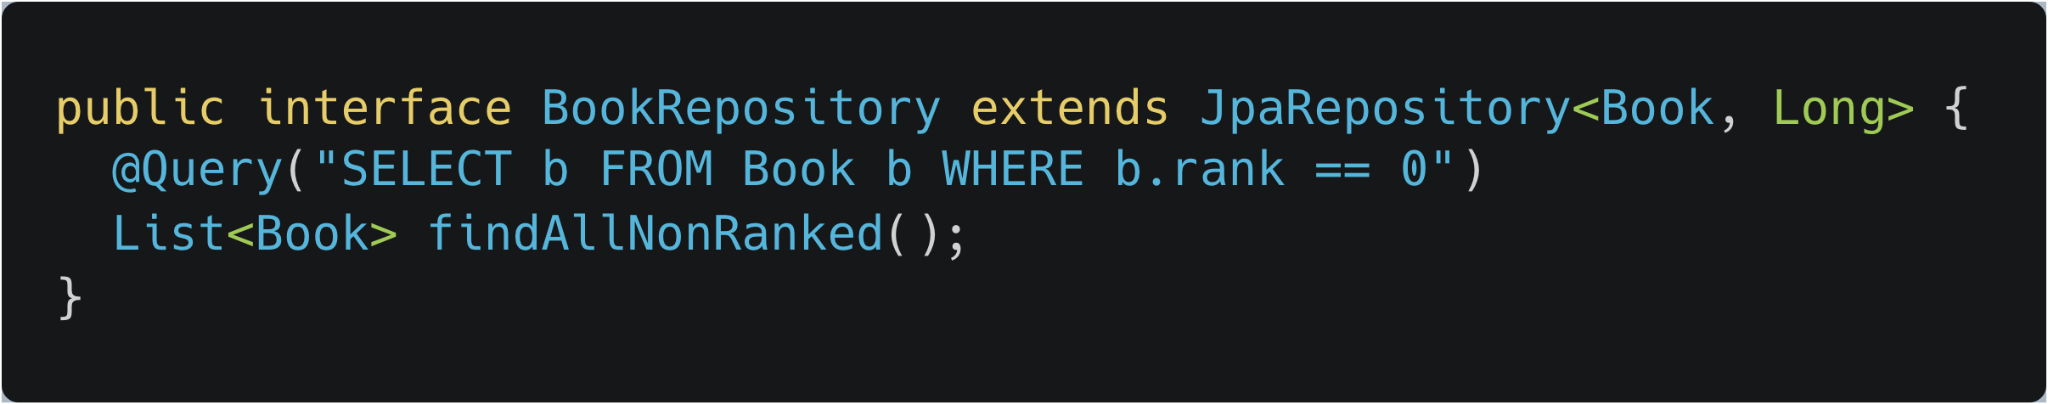 public interface BookRepository extends JpaRepository<Book, Long> {
  @Query("SELECT b FROM Book b WHERE b.rank == 0")
  List<Book> findAllNonRanked();
}